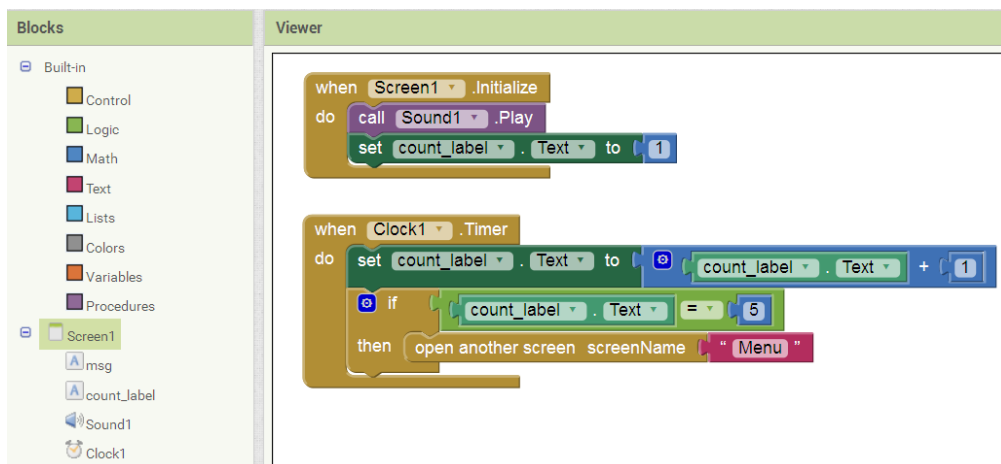 Blocks
Viewer
Built-in
Control
Logic
Math
Text
Lists
Colors
Variables
Procedures
Screen1
msg
count_label
Sound1
Clock1
when Screen1 .Initialize
do call Sound1 .Play
set count_label . Text to 1
when Clock1 .Timer
do set count_label . Text to count_label . Text + 1
if count_label . Text = 5
then open another screen screenName " Menu "